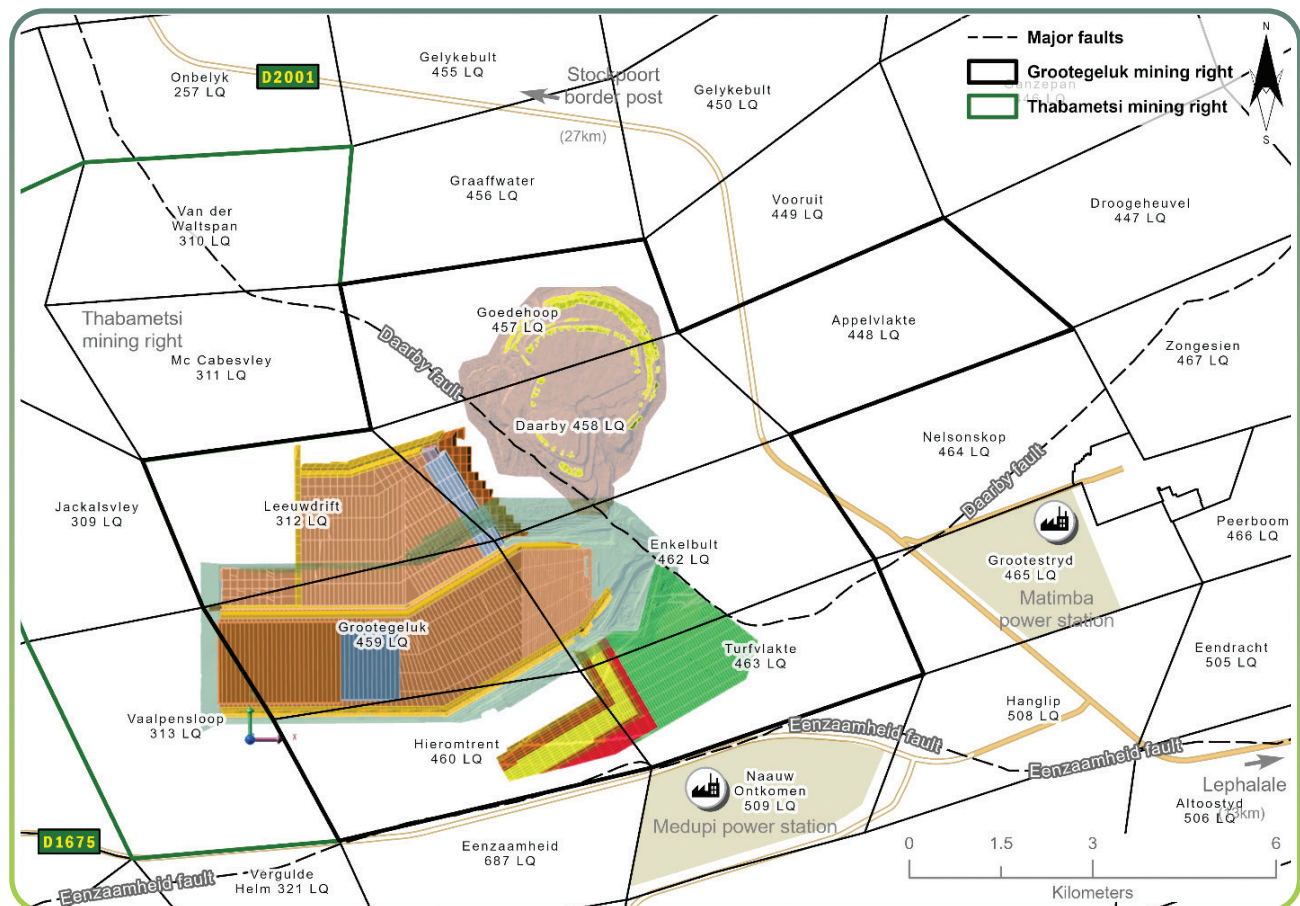 Major faults
Grootegeluk mining right
Thabametsi mining right
N
S
D2001
Onbelyk
257 LQ
Gelykebult
455 LQ
Stockpoort
border post
(27km)
Gelykebult
450 LQ
Graaffwater
456 LQ
Vooruit
449 LQ
Droogeheuvel
447 LQ
Van der
Waltspan
310 LQ
Goedehoop
457 LQ
Appelvlakte
448 LQ
Zongesien
467 LQ
Thabametsi
mining right
Mc Cabesvley
311 LQ
Daarby fault
Daarby 458 LQ
Nelsonskop
464 LQ
Daarby fault
Jackalsvley
309 LQ
Leeuwdrift
312 LQ
Enkelbult
462 LQ
Peerboom
466 LQ
Grootestryd
465 LQ
Matimba
power station
Grootegeluk
459 LQ
Turfvlakte
463 LQ
Eendracht
505 LQ
Vaalpensloop
313 LQ
X
Hieromtrent
460 LQ
Hanglip
508 LQ
Eenzaamheid fault
Eenzaamheid fault
Naauw
Ontkomen
509 LQ
Medupi power station
Lephalale
Altoostyd
506 LQ
D1675
Eenzaamheid
687 LQ
Vergulde
Helm 321 LQ
Eenzaamheid fault
0 1.5 3 6
Kilometers